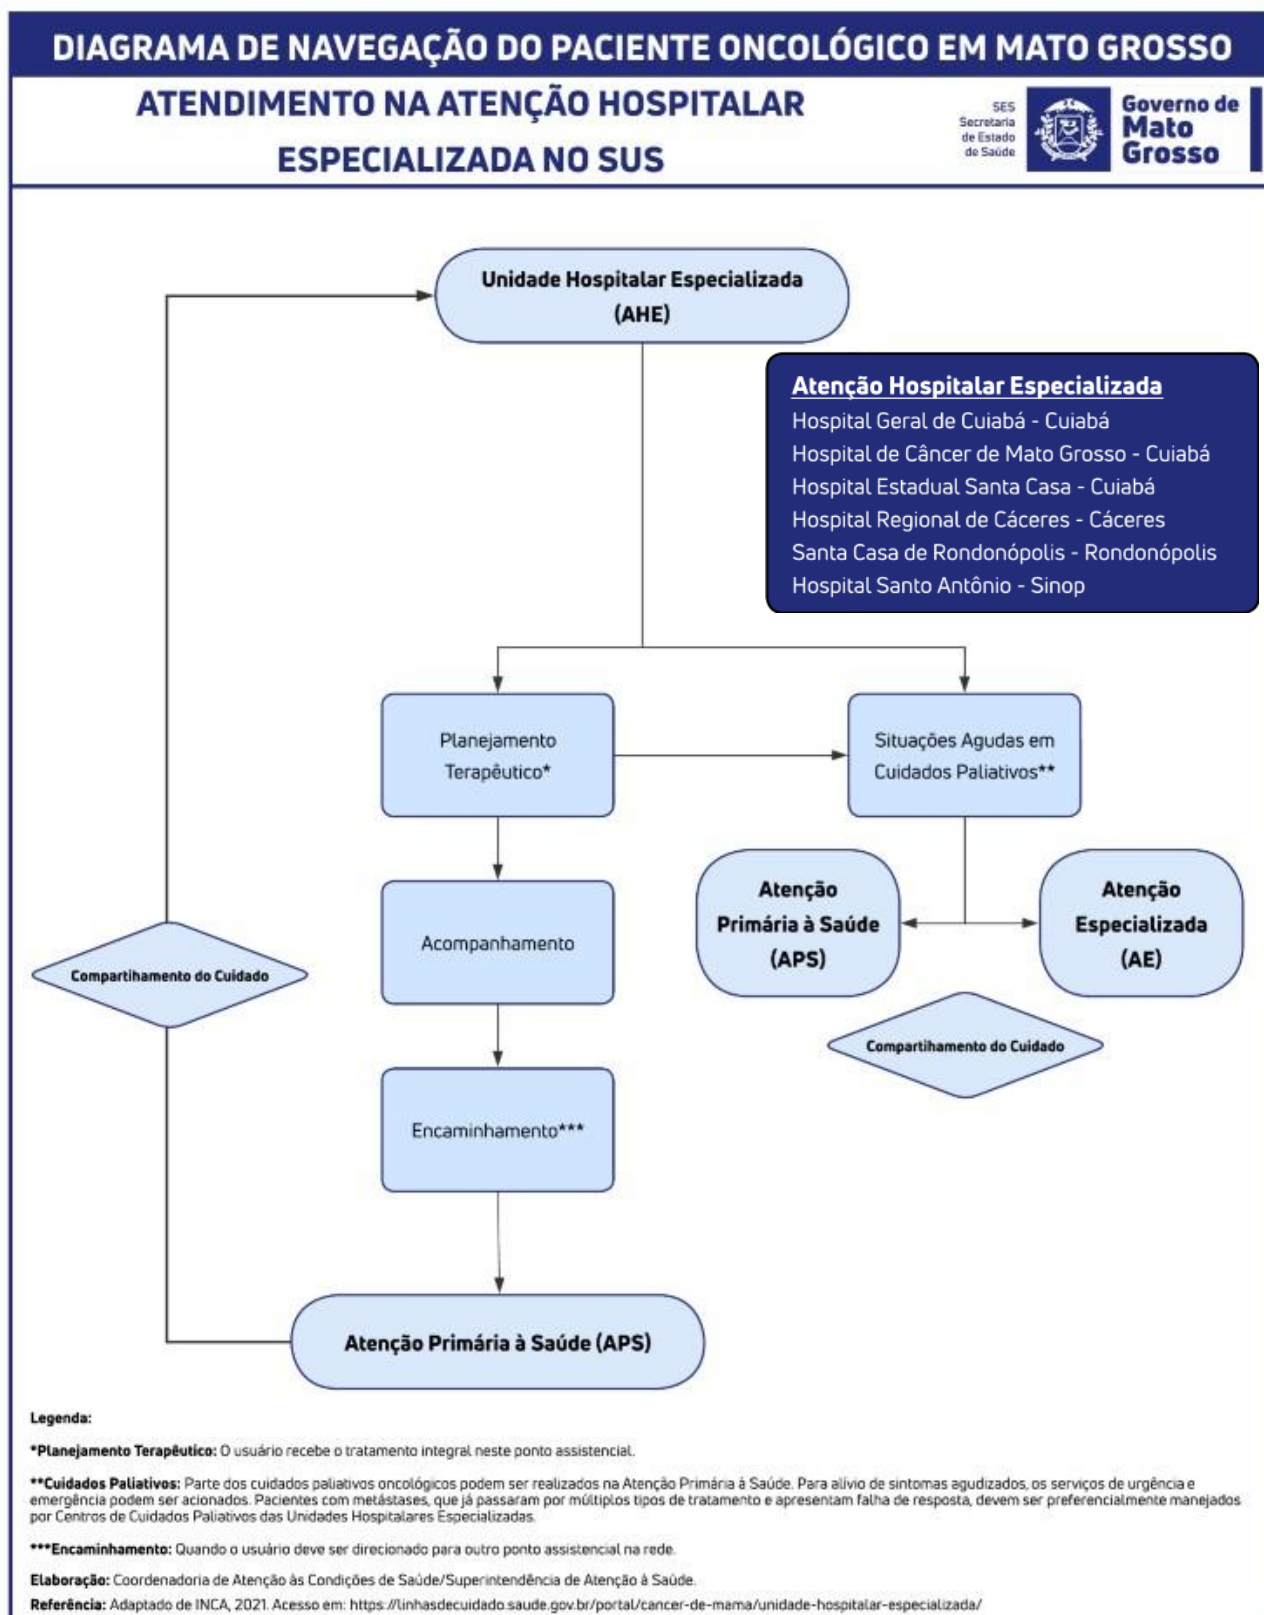 DIAGRAMA DE NAVEGAÇÃO DO PACIENTE ONCOLÓGICO EM MATO GROSSO
ATENDIMENTO NA ATENÇÃO HOSPITALAR
ESPECIALIZADA NO SUS
SES
Secretaria
de Estado
de Saúde
Governo de
Mato
Grosso
Unidade Hospitalar Especializada
(AHE)
Atenção Hospitalar Especializada
Hospital Geral de Cuiabá - Cuiabá
Hospital de Câncer de Mato Grosso - Cuiabá
Hospital Estadual Santa Casa - Cuiabá
Hospital Regional de Cáceres - Cáceres
Santa Casa de Rondonópolis - Rondonópolis
Hospital Santo Antônio - Sinop
Planejamento
Terapêutico*
Situações Agudas em
Cuidados Paliativos**
Atenção
Primária à Saúde
(APS)
Atenção
Especializada
(AE)
Acompanhamento
Compartihamento do Cuidado
Compartihamento do Cuidado
Encaminhamento***
Atenção Primária à Saúde (APS)
Legenda:
*Planejamento Terapêutico: O usuário recebe o tratamento integral neste ponto assistencial.
**Cuidados Paliativos: Parte dos cuidados paliativos oncológicos podem ser realizados na Atenção Primária à Saúde. Para alívio de sintomas agudizados, os serviços de urgência e
emergência podem ser acionados. Pacientes com metástases, que já passaram por múltiplos tipos de tratamento e apresentam falha de resposta, devem ser preferencialmente manejados
por Centros de Cuidados Paliativos das Unidades Hospitalares Especializadas.
***Encaminhamento: Quando o usuário deve ser direcionado para outro ponto assistencial na rede.
Elaboração: Coordenadoria de Atenção às Condições de Saúde/Superintendência de Atenção à Saúde.
Referência: Adaptado de INCA, 2021. Acesso em: https://linhasdecuidado.saude.gov.br/portal/cancer-de-mama/unidade-hospitalar-especializada/